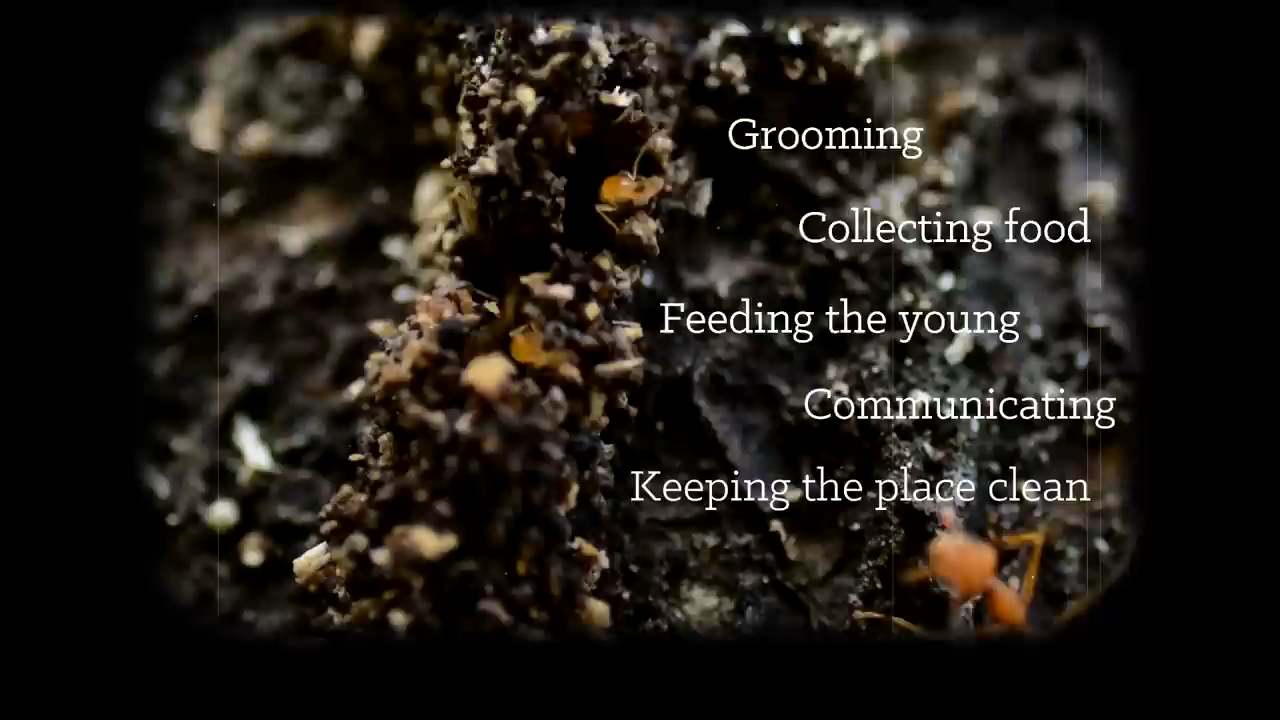 Grooming
Collecting food
Feeding the young
Communicating
Keeping the place clean